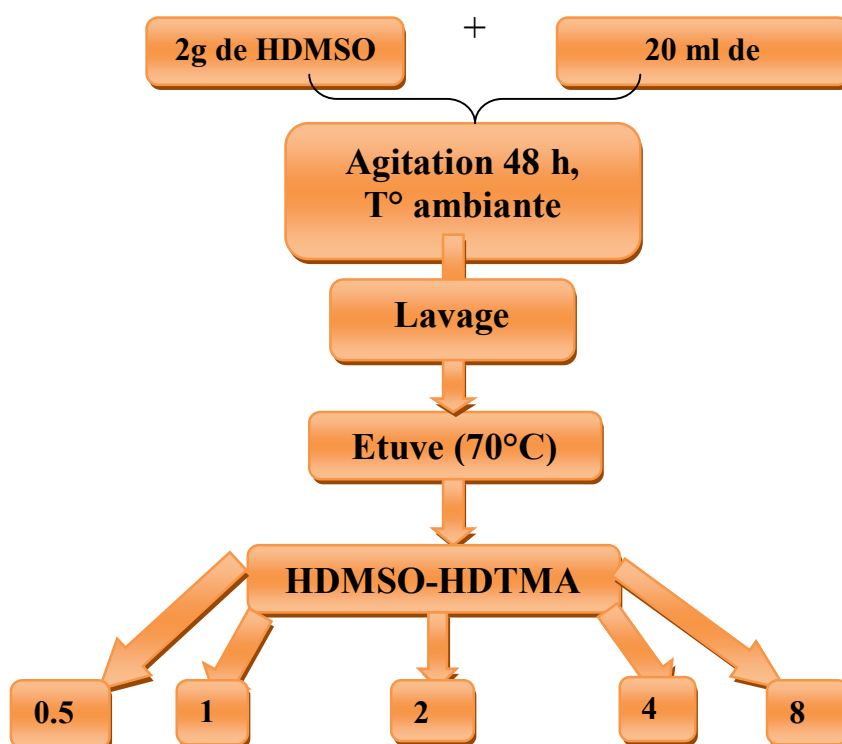 2g de HDMSO + 20 ml de
Agitation 48 h,
T° ambiante
Lavage
Etuve (70°C)
HDMSO-HDTMA
0.5 1 2 4 8